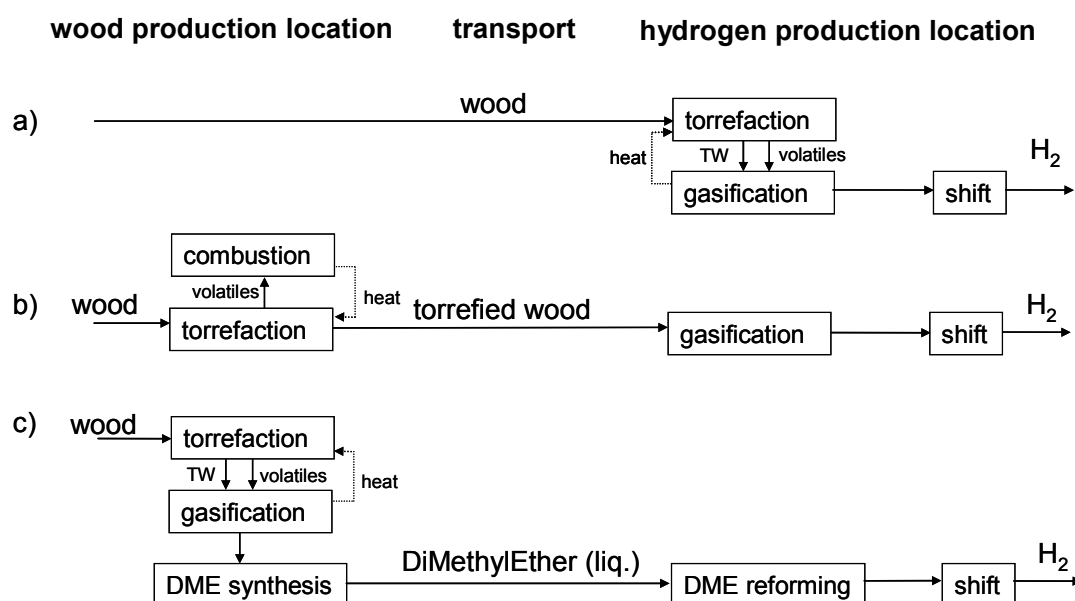 wood production location transport hydrogen production location
a)
wood
torrefaction
heat
TW
volatiles
gasification
shift
H2
b)
wood
combustion
volatiles
heat
torrefaction
torrefied wood
gasification
shift
H2
c)
wood
torrefaction
TW
volatiles
heat
gasification
DME synthesis
DiMethylEther (liq.)
DME reforming
shift
H2